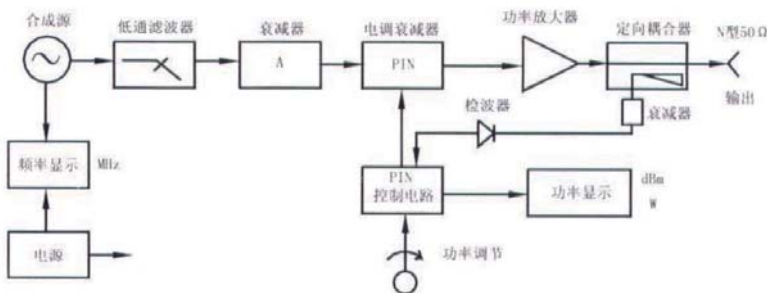 合成源
低通滤波器
衰减器
电调衰减器
功率放大器
定向耦合器
N型50Ω
A
PIN
输出
检波器
衰减器
频率显示
MHz
PIN
控制电路
功率显示
dBm
W
电源
功率调节